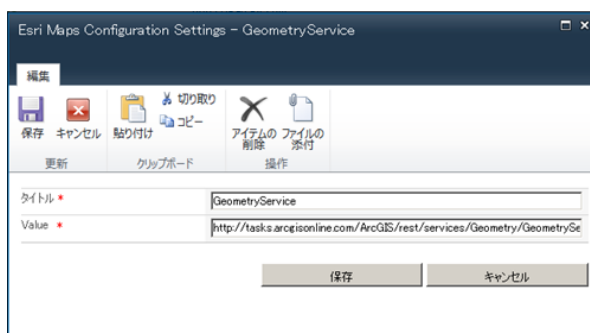 Esri Maps Configuration Settings - GeometryService
編集
保存 キャンセル 貼り付け 切り取り コピー アイテムの削除 ファイルの添付
更新 クリップボード 操作
タイトル * GeometryService
Value * http://tasks.arcgisonline.com/ArcGIS/rest/services/Geometry/GeometrySe
保存 キャンセル